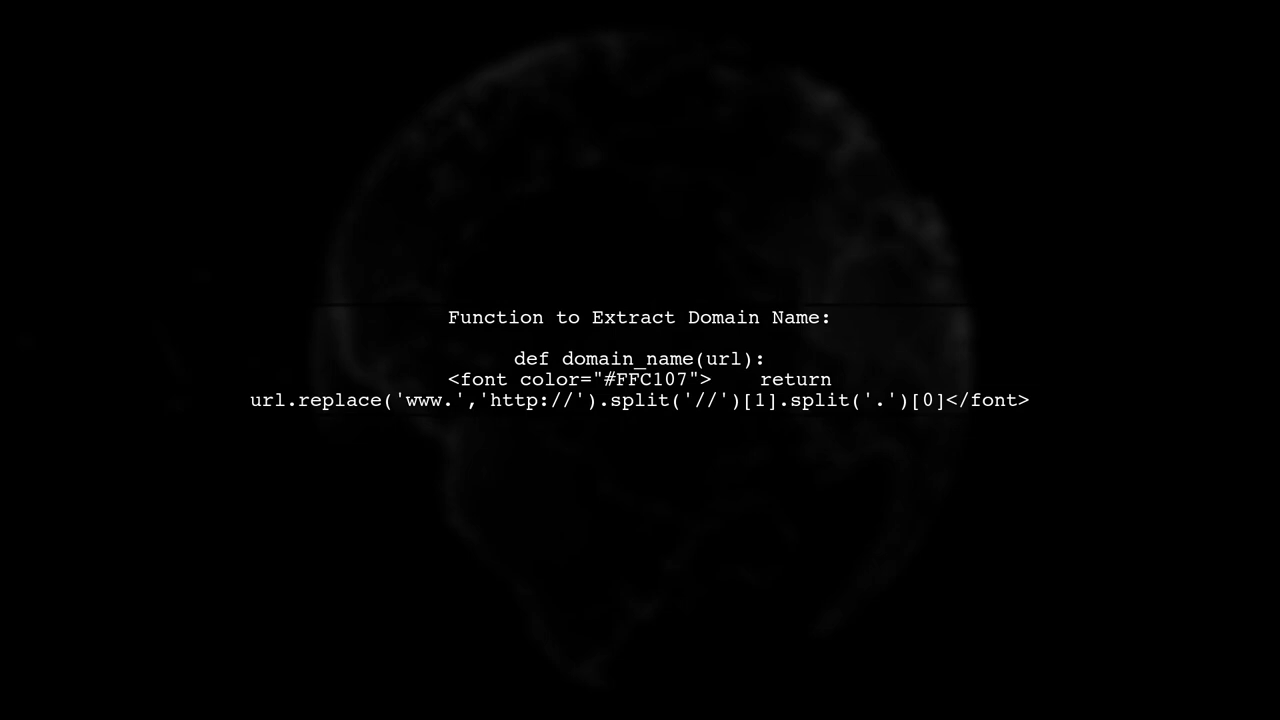 Function to Extract Domain Name:
def domain_name(url):
<font color="#FFC107">    return
url.replace('www.','http://').split('//')[1].split('.')[0]</font>